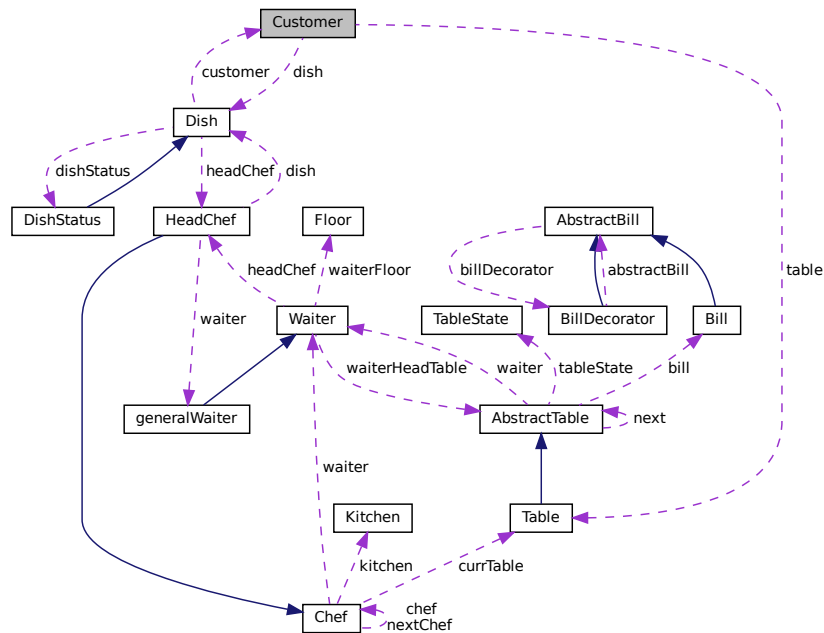 Customer
customer
dish
Dish
dishStatus
headChef
dish
DishStatus
HeadChef
Floor
AbstractBill
headChef
waiterFloor
billDecorator
abstractBill
table
waiter
Waiter
TableState
BillDecorator
Bill
waiterHeadTable
waiter
tableState
bill
generalWaiter
AbstractTable
next
waiter
Kitchen
Table
kitchen
currTable
Chef
chef
nextChef